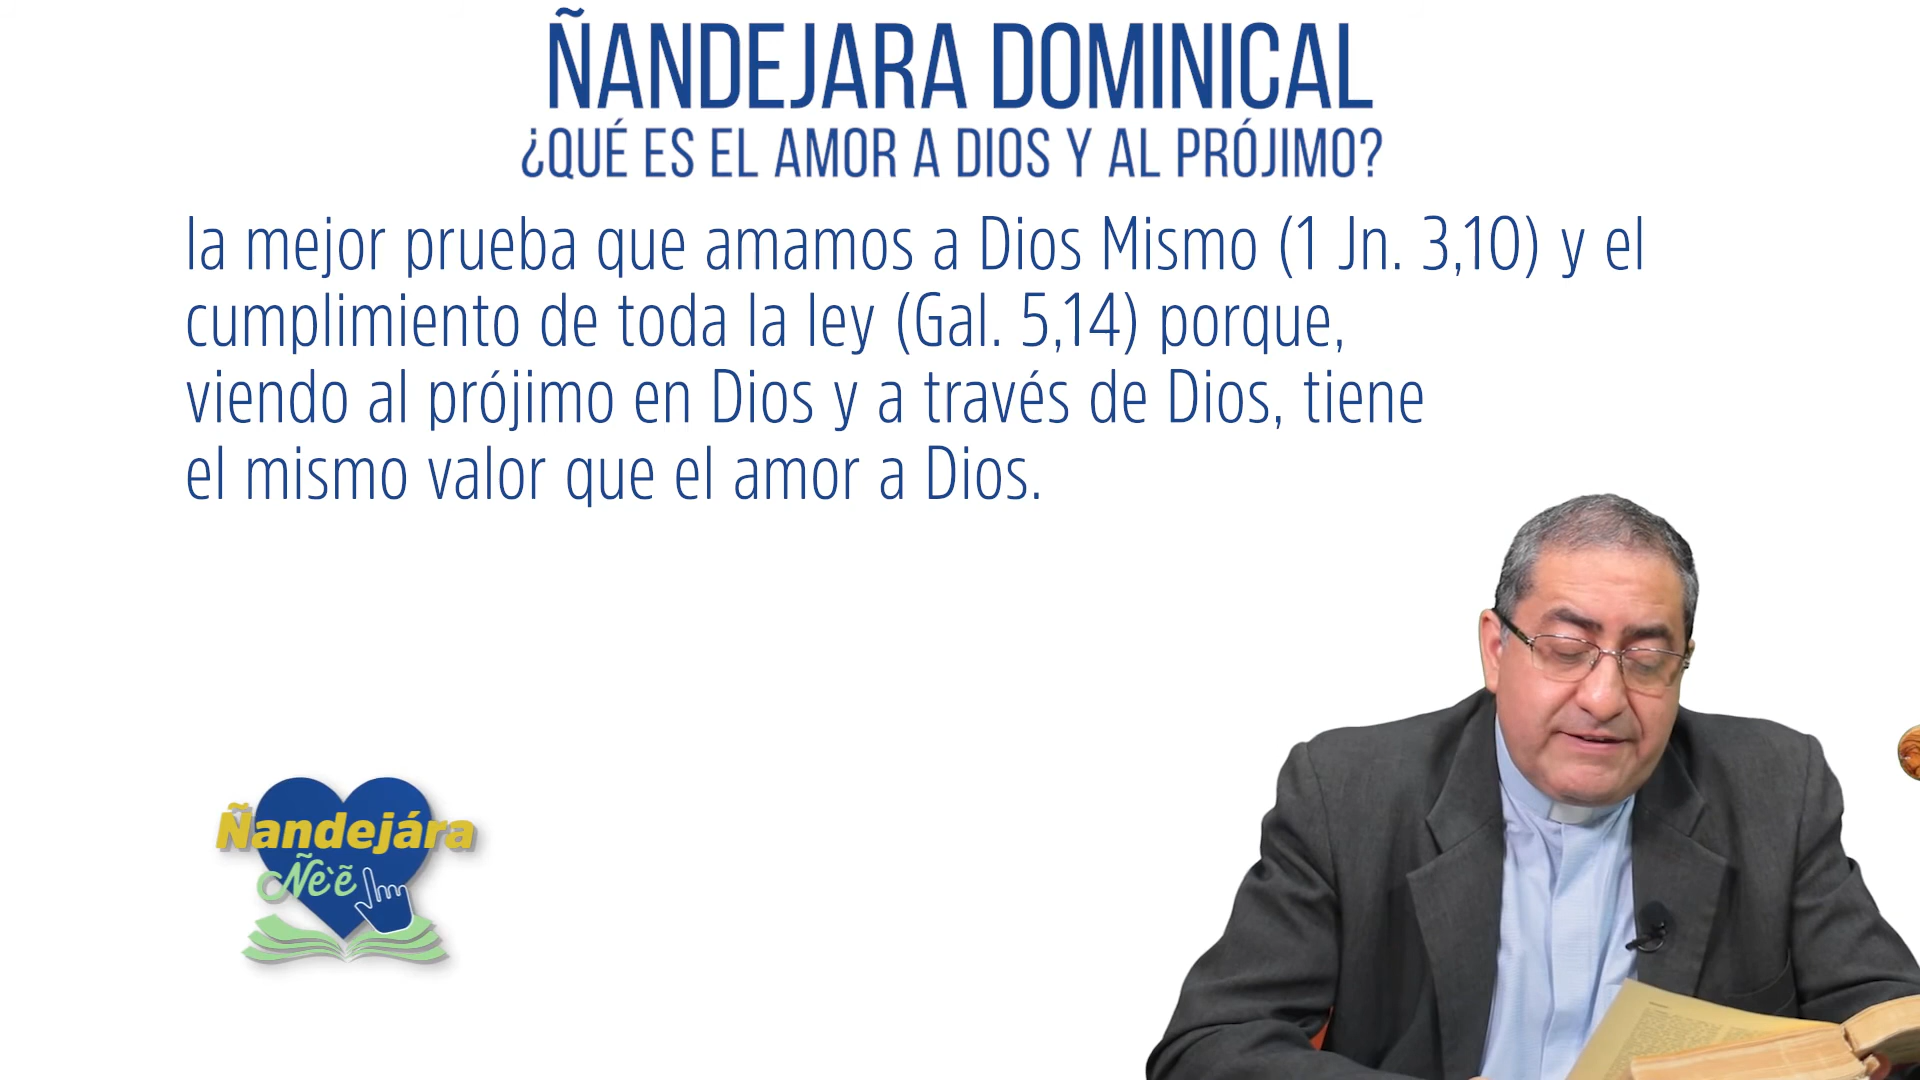 ÑANDEJARA DOMINICAL
¿QUÉ ES EL AMOR A DIOS Y AL PRÓJIMO?
la mejor prueba que amamos a Dios Mismo (1 Jn. 3,10) y el
cumplimiento de toda la ley (Gal. 5,14) porque,
viendo al prójimo en Dios y a través de Dios, tiene
el mismo valor que el amor a Dios.
Ñandejára
Ñe'ẽ